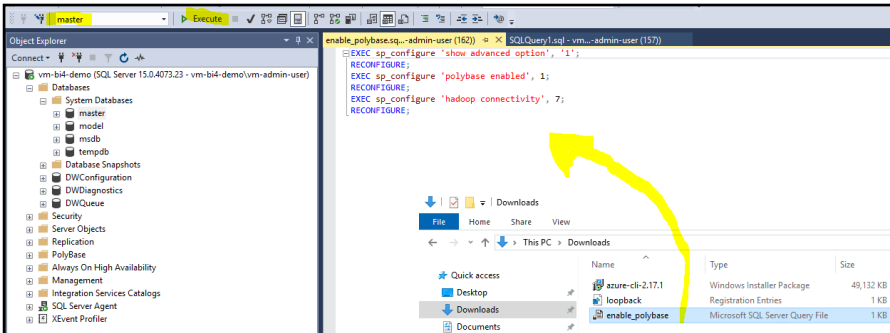 master
Execute
Object Explorer
enable_polybase.sq...-admin-user (162))
SQLQuery1.sql - vm...-admin-user (157))
Connect
vm-bi4-demo (SQL Server 15.0.4073.23 - vm-bi4-demo\vm-admin-user)
Databases
System Databases
master
model
msdb
tempdb
Database Snapshots
DWConfiguration
DWDiagnostics
DWQueue
Security
Server Objects
Replication
PolyBase
Always On High Availability
Management
Integration Services Catalogs
SQL Server Agent
XEvent Profiler
EXEC sp_configure 'show advanced option', '1';
RECONFIGURE;
EXEC sp_configure 'polybase enabled', 1;
RECONFIGURE;
EXEC sp_configure 'hadoop connectivity', 7;
RECONFIGURE;
Downloads
File Home Share View
This PC > Downloads
Quick access
Desktop
Downloads
Documents
Name Type Size
azure-cli-2.17.1 Windows Installer Package 49,132 KB
loopback Registration Entries 1 KB
enable_polybase Microsoft SQL Server Query File 1 KB